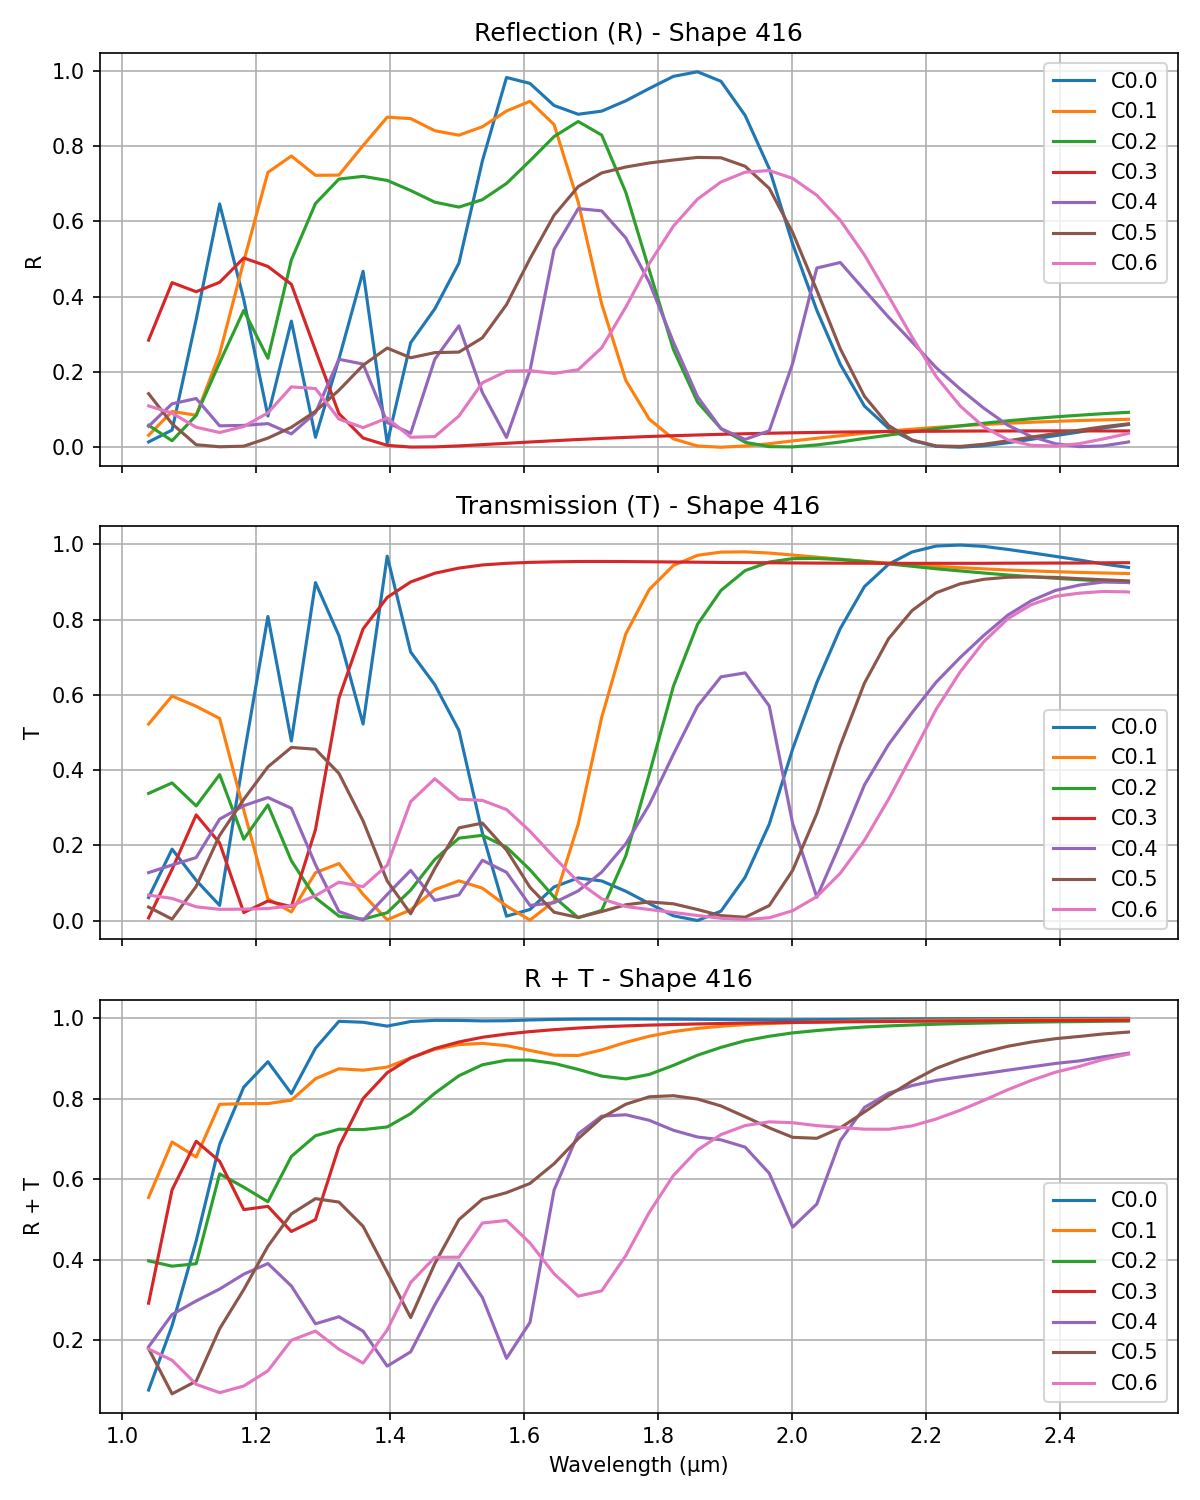 Reflection (R) - Shape 416
1.0
0.8
0.6
0.4
0.2
0.0
R
C0.0
C0.1
C0.2
C0.3
C0.4
C0.5
C0.6
Transmission (T) - Shape 416
1.0
0.8
0.6
0.4
0.2
0.0
T
C0.0
C0.1
C0.2
C0.3
C0.4
C0.5
C0.6
R + T - Shape 416
1.0
0.8
0.6
0.4
0.2
R + T
C0.0
C0.1
C0.2
C0.3
C0.4
C0.5
C0.6
1.0 1.2 1.4 1.6 1.8 2.0 2.2 2.4
Wavelength (μm)